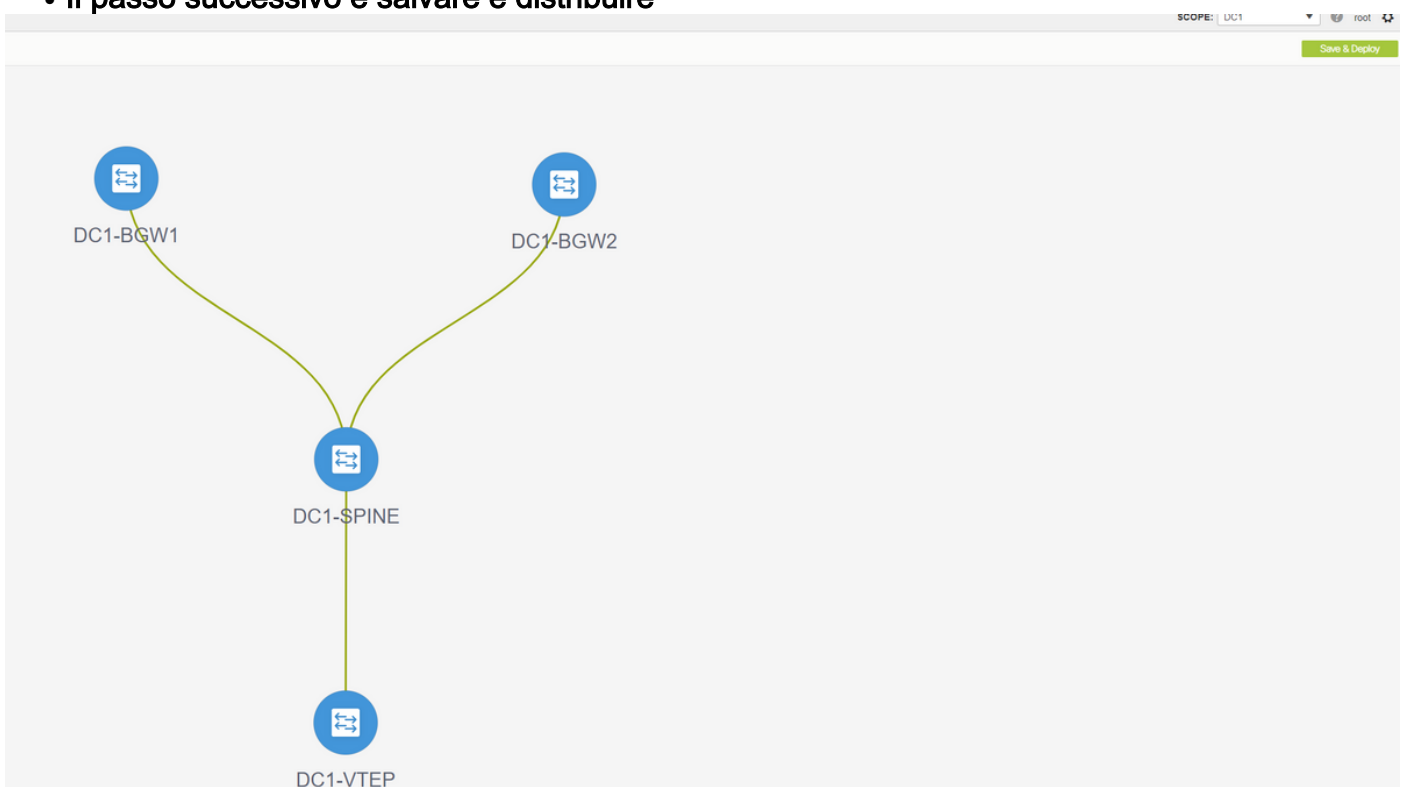 • Il passo successivo è salvare e distribuire
SCOPE: DC1 root
Save & Deploy
DC1-BGW1
DC1-BGW2
DC1-SPINE
DC1-VTEP